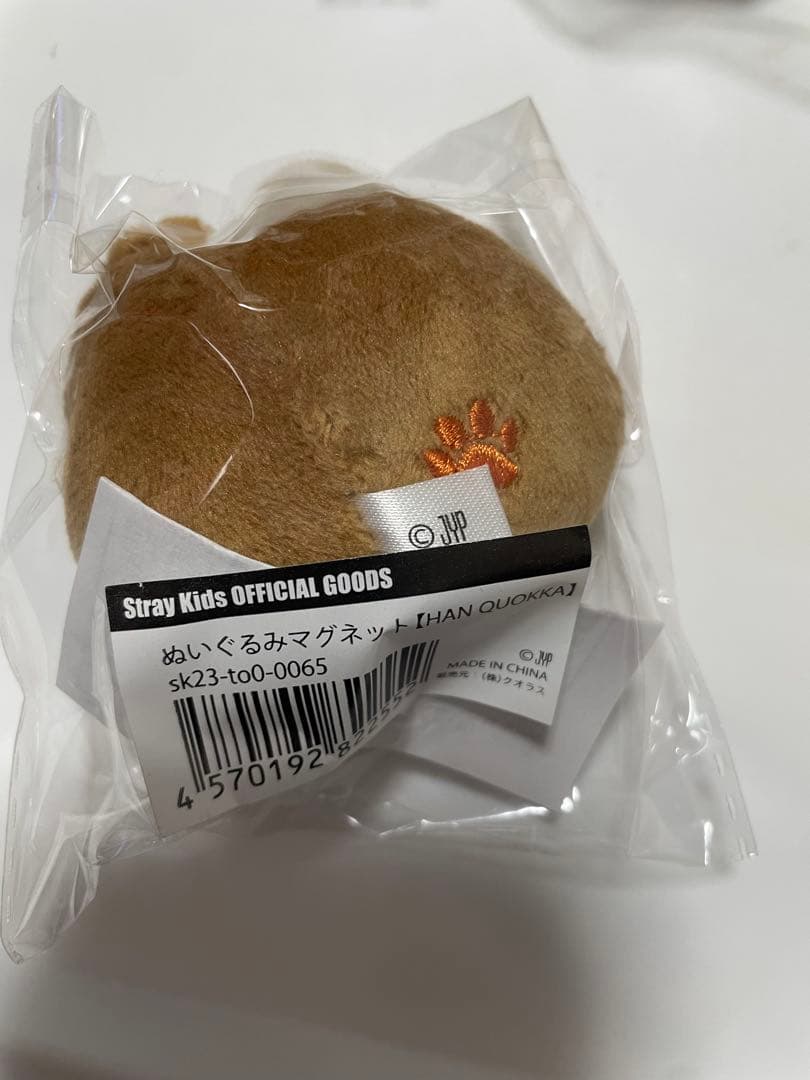 © JYP
Stray Kids OFFICIAL GOODS
ぬいぐるみマグネット【HAN QUOKKA】
sk23-to0-0065
© JYP
MADE IN CHINA
販売元:(株)クオラス
4 570192 822552